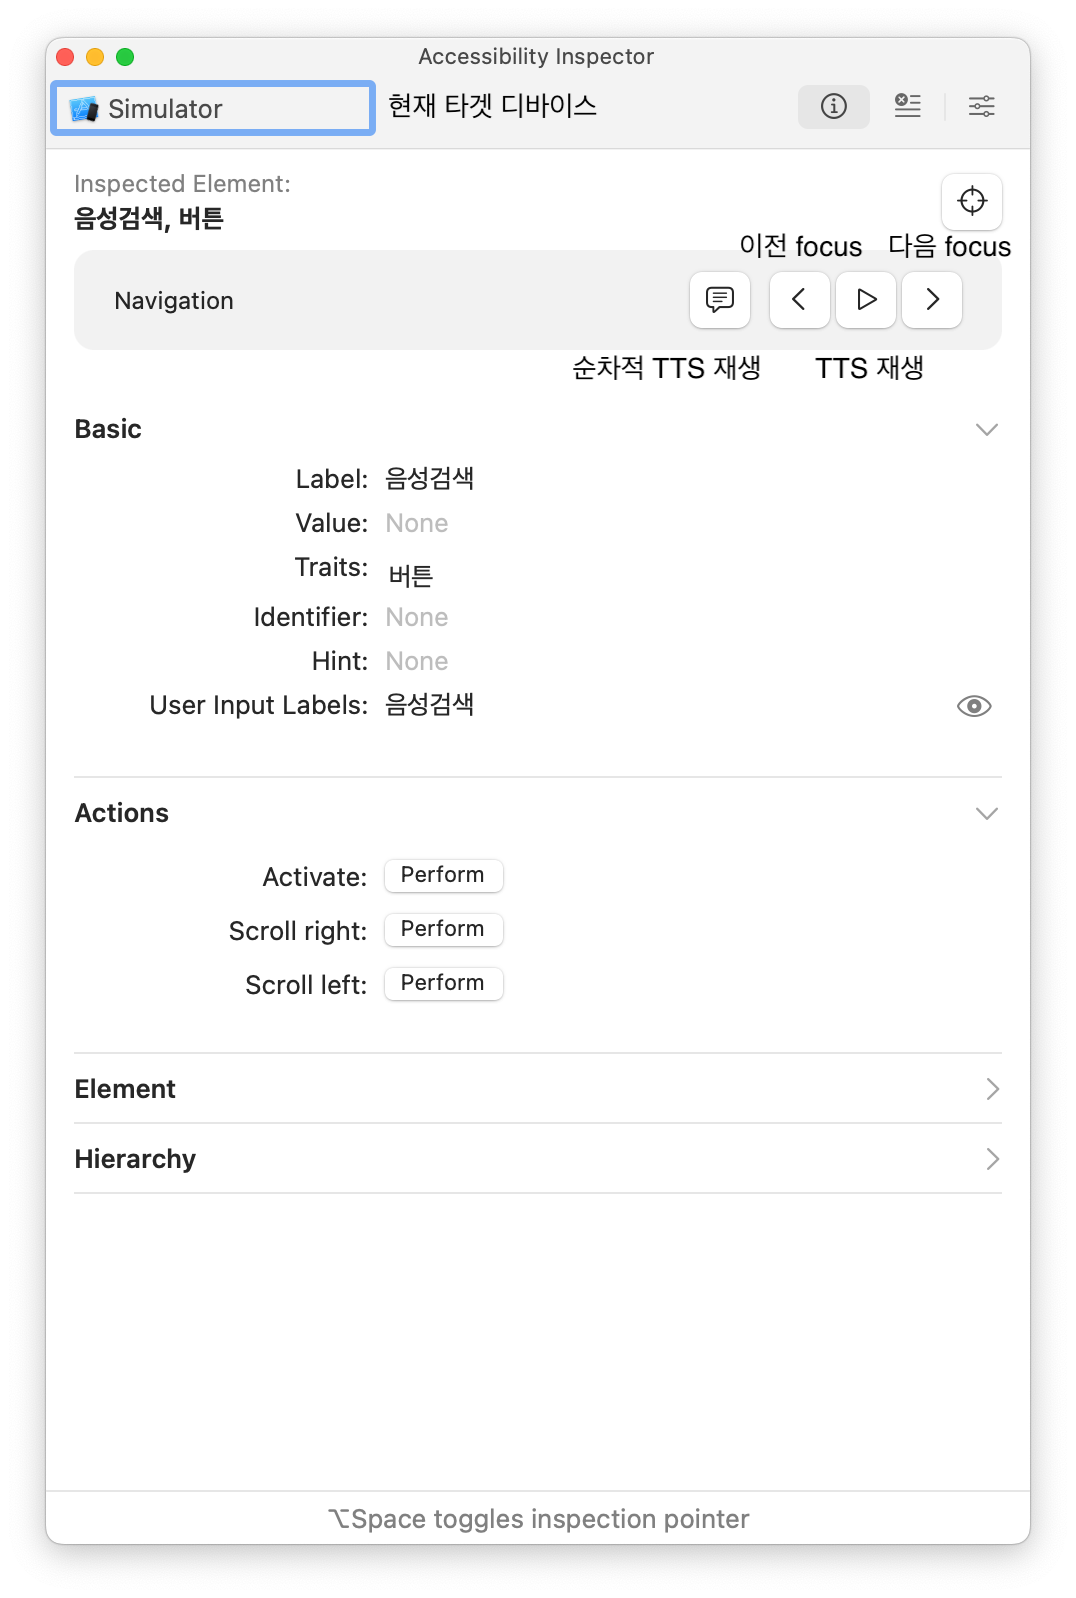 Accessibility Inspector
Simulator
현재 타겟 디바이스
Inspected Element:
음성검색, 버튼
이전 focus 다음 focus
Navigation
순차적 TTS 재생 TTS 재생
Basic
Label: 음성검색
Value: None
Traits: 버튼
Identifier: None
Hint: None
User Input Labels: 음성검색
Actions
Activate: Perform
Scroll right: Perform
Scroll left: Perform
Element
Hierarchy
⌥Space toggles inspection pointer